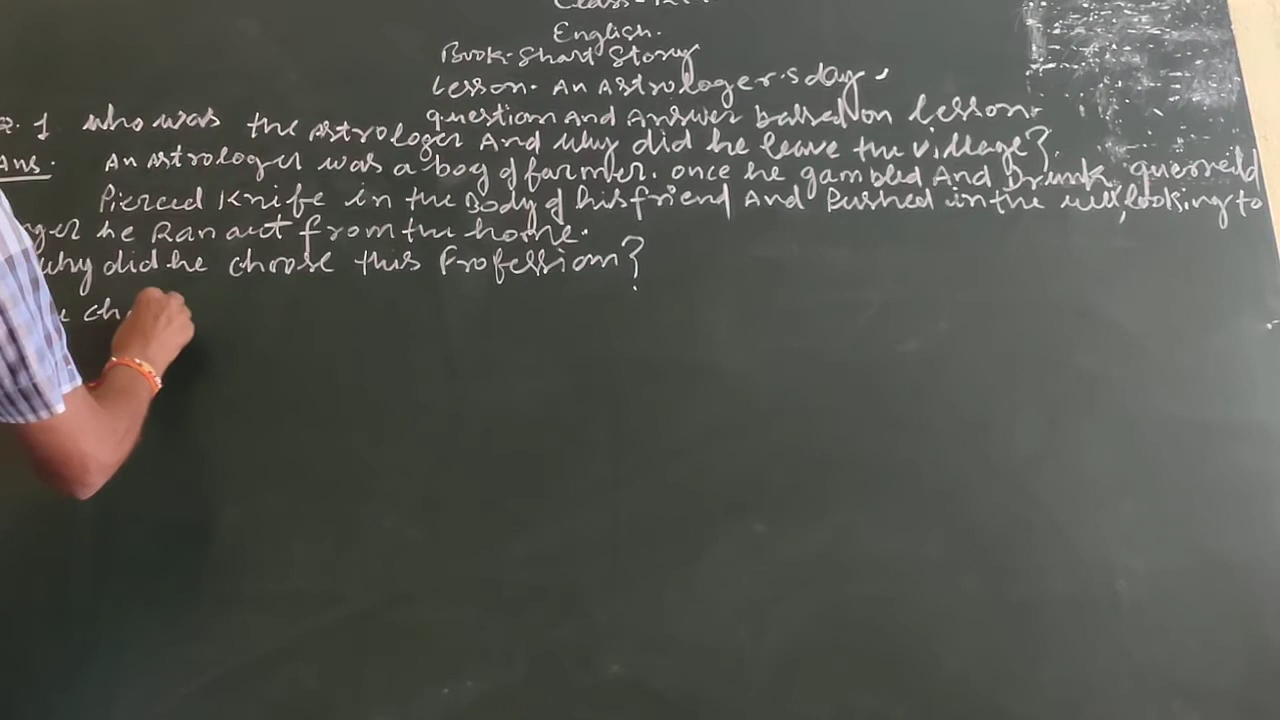 Class-12th
English.
Book-Short Story
Lesson. An Astrologer.s day.
question And Answer based on lesson.
Q.1 who was the Astrologer And why did he leave the village?
Ans. An Astrologer was a boy of farmer. once he gambled And Drink, querreld
Pierced Knife in the Body of his friend And Pushed in the well, looking to
he Ran out from the home.
why did he choose this Profession?